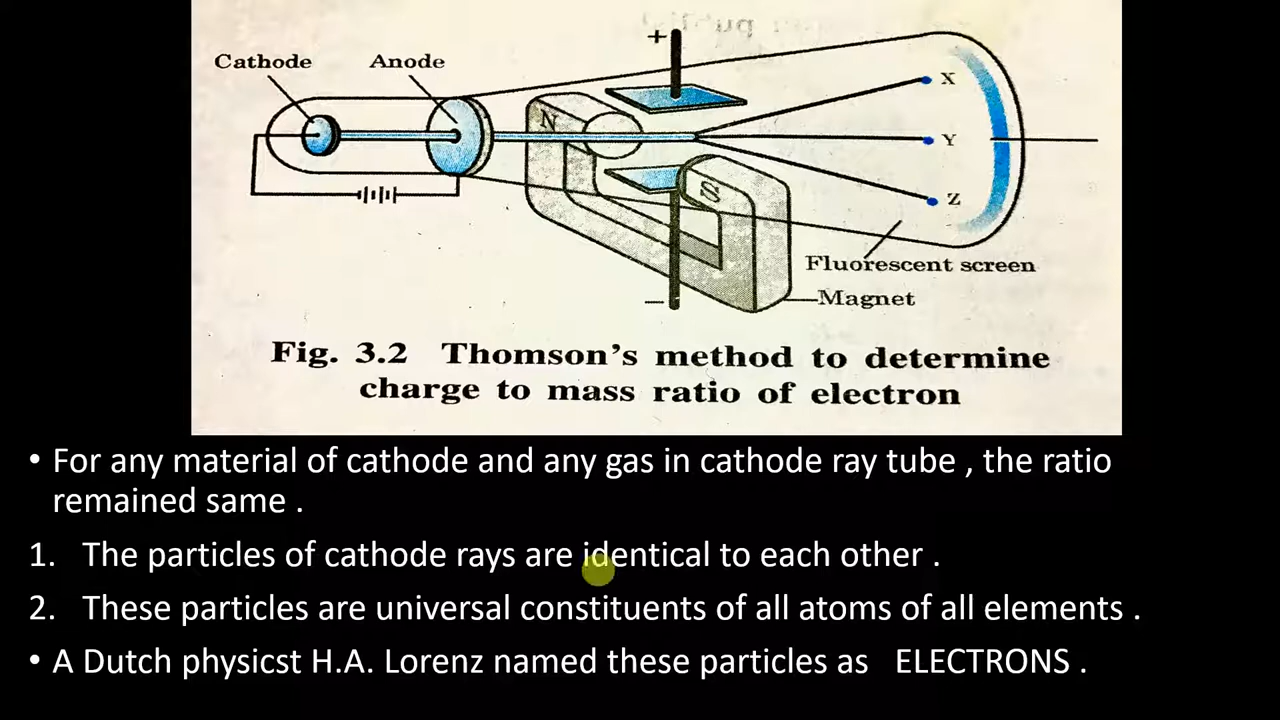 Cathode Anode +
N
X
Y
S
Z
Fluorescent screen
– Magnet
Fig. 3.2 Thomson's method to determine
charge to mass ratio of electron
• For any material of cathode and any gas in cathode ray tube , the ratio
remained same .
1. The particles of cathode rays are identical to each other .
2. These particles are universal constituents of all atoms of all elements .
• A Dutch physicst H.A. Lorenz named these particles as ELECTRONS .